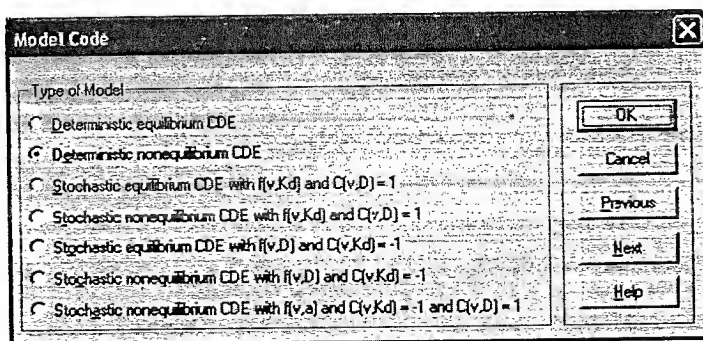 Model Code
Type of Model
Deterministic equilibrium CDE
Deterministic nonequilibrium CDE
Stochastic equilibrium CDE with f(v,Kd) and C(v,D) = 1
Stochastic nonequilibrium CDE with f(v,Kd) and C(v,D) = 1
Stochastic equilibrium CDE with f(v,D) and C(v,Kd) = -1
Stochastic nonequilibrium CDE with f(v,D) and C(v,Kd) = -1
Stochastic nonequilibrium CDE with f(v,a) and C(v,Kd) = -1 and C(v,D) = 1
OK
Cancel
Previous
Next
Help